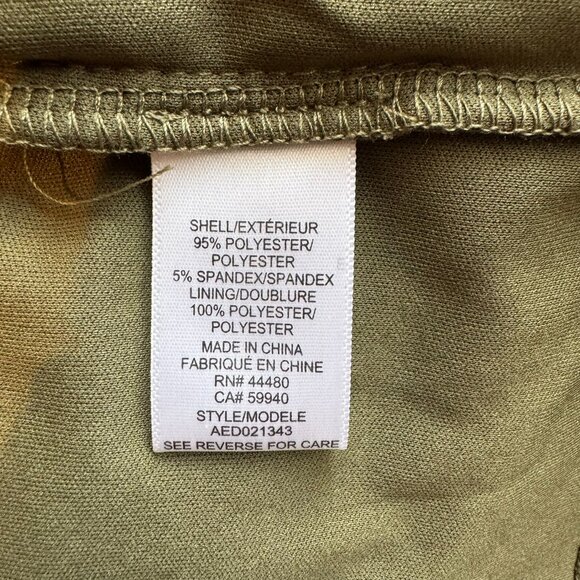 SHELL/EXTÉRIEUR
95% POLYESTER/
POLYESTER
5% SPANDEX/SPANDEX
LINING/DOUBLURE
100% POLYESTER/
POLYESTER
MADE IN CHINA
FABRIQUÉ EN CHINE
RN# 44480
CA# 59940
STYLE/MODELE
AED021343
SEE REVERSE FOR CARE